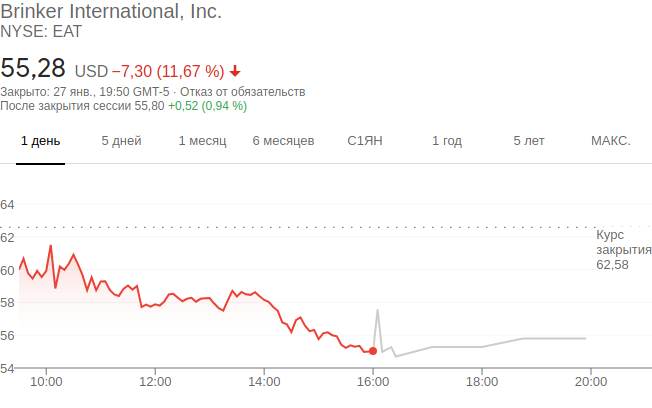 Brinker International, Inc.
NYSE: EAT
55,28 USD −7,30 (11,67 %)
Закрыто: 27 янв., 19:50 GMT-5 · Отказ от обязательств
После закрытия сессии 55,80 +0,52 (0,94 %)
1 день 5 дней 1 месяц 6 месяцев С1ЯН 1 год 5 лет МАКС.
64
62
60
58
56
54
Курс
закрытия
62,58
10:00 12:00 14:00 16:00 18:00 20:00